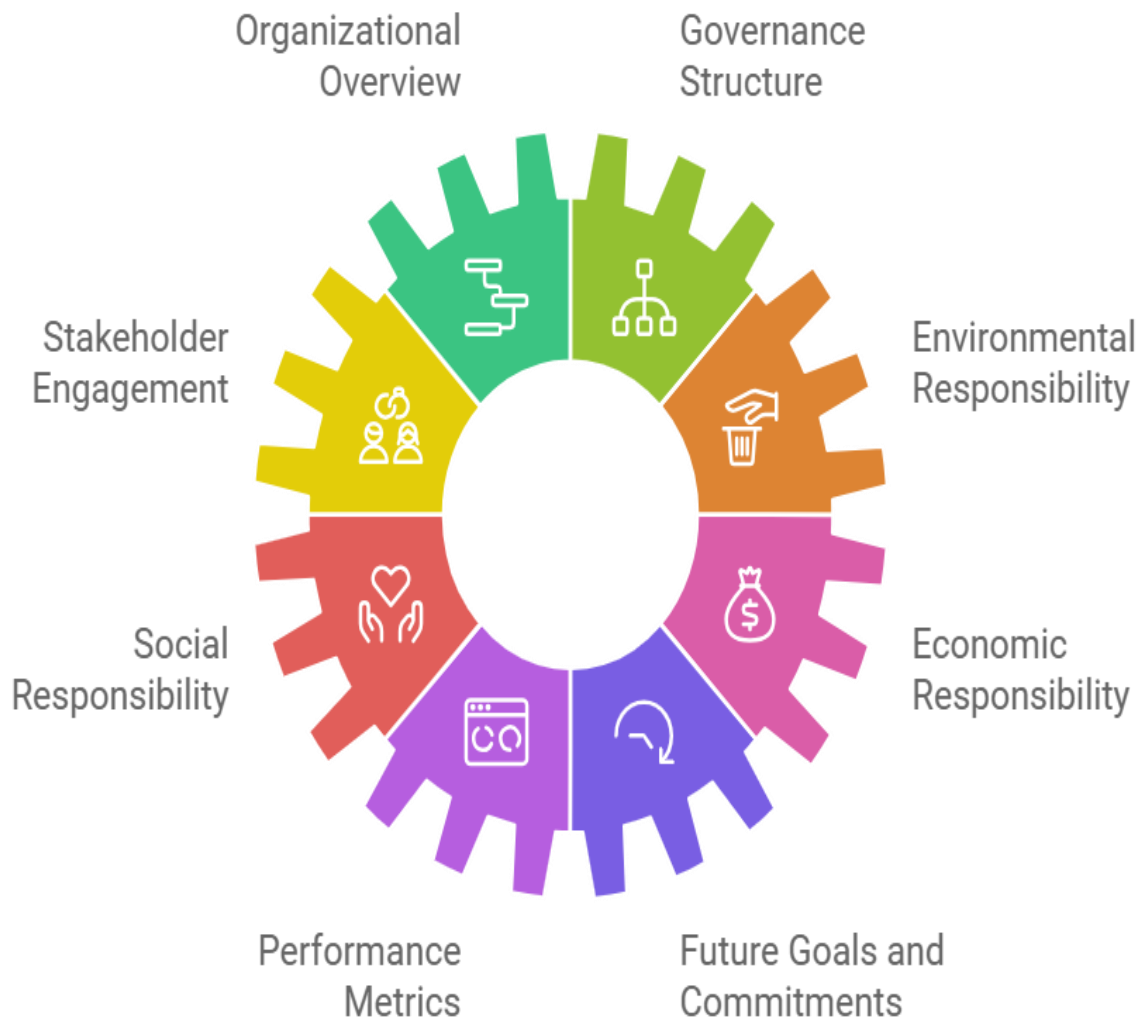 Organizational
Overview
Governance
Structure
Stakeholder
Engagement
Environmental
Responsibility
Social
Responsibility
Economic
Responsibility
$
Performance
Metrics
Future Goals and
Commitments